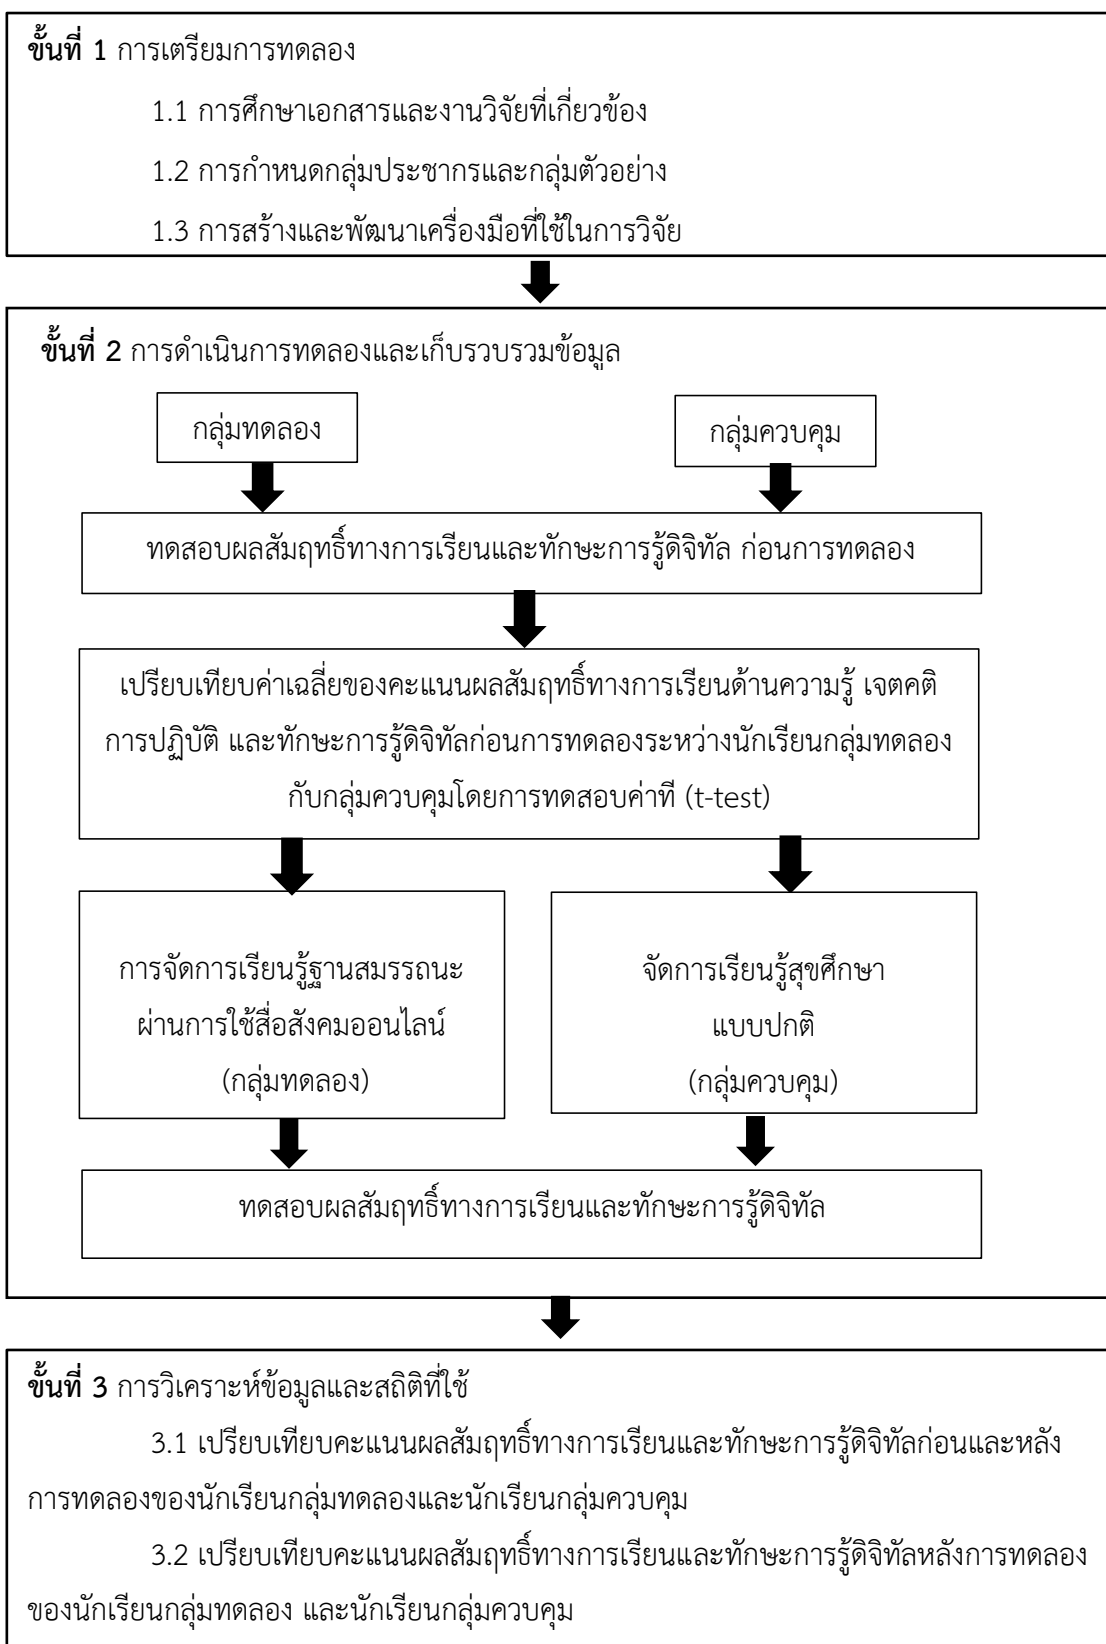 ขั้นที่ 1 การเตรียมการทดลอง
1.1 การศึกษาเอกสารและงานวิจัยที่เกี่ยวข้อง
1.2 การกำหนดกลุ่มประชากรและกลุ่มตัวอย่าง
1.3 การสร้างและพัฒนาเครื่องมือที่ใช้ในการวิจัย
ขั้นที่ 2 การดำเนินการทดลองและเก็บรวบรวมข้อมูล
กลุ่มทดลอง
กลุ่มควบคุม
ทดสอบผลสัมฤทธิ์ทางการเรียนและทักษะการรู้ดิจิทัล ก่อนการทดลอง
เปรียบเทียบค่าเฉลี่ยของคะแนนผลสัมฤทธิ์ทางการเรียนด้านความรู้ เจตคติ
การปฏิบัติ และทักษะการรู้ดิจิทัลก่อนการทดลองระหว่างนักเรียนกลุ่มทดลอง
กับกลุ่มควบคุมโดยการทดสอบค่าที (t-test)
การจัดการเรียนรู้ฐานสมรรถนะ
ผ่านการใช้สื่อสังคมออนไลน์
(กลุ่มทดลอง)
จัดการเรียนรู้สุขศึกษา
แบบปกติ
(กลุ่มควบคุม)
ทดสอบผลสัมฤทธิ์ทางการเรียนและทักษะการรู้ดิจิทัล
ขั้นที่ 3 การวิเคราะห์ข้อมูลและสถิติที่ใช้
3.1 เปรียบเทียบคะแนนผลสัมฤทธิ์ทางการเรียนและทักษะการรู้ดิจิทัลก่อนและหลัง
การทดลองของนักเรียนกลุ่มทดลองและนักเรียนกลุ่มควบคุม
3.2 เปรียบเทียบคะแนนผลสัมฤทธิ์ทางการเรียนและทักษะการรู้ดิจิทัลหลังการทดลอง
ของนักเรียนกลุ่มทดลอง และนักเรียนกลุ่มควบคุม